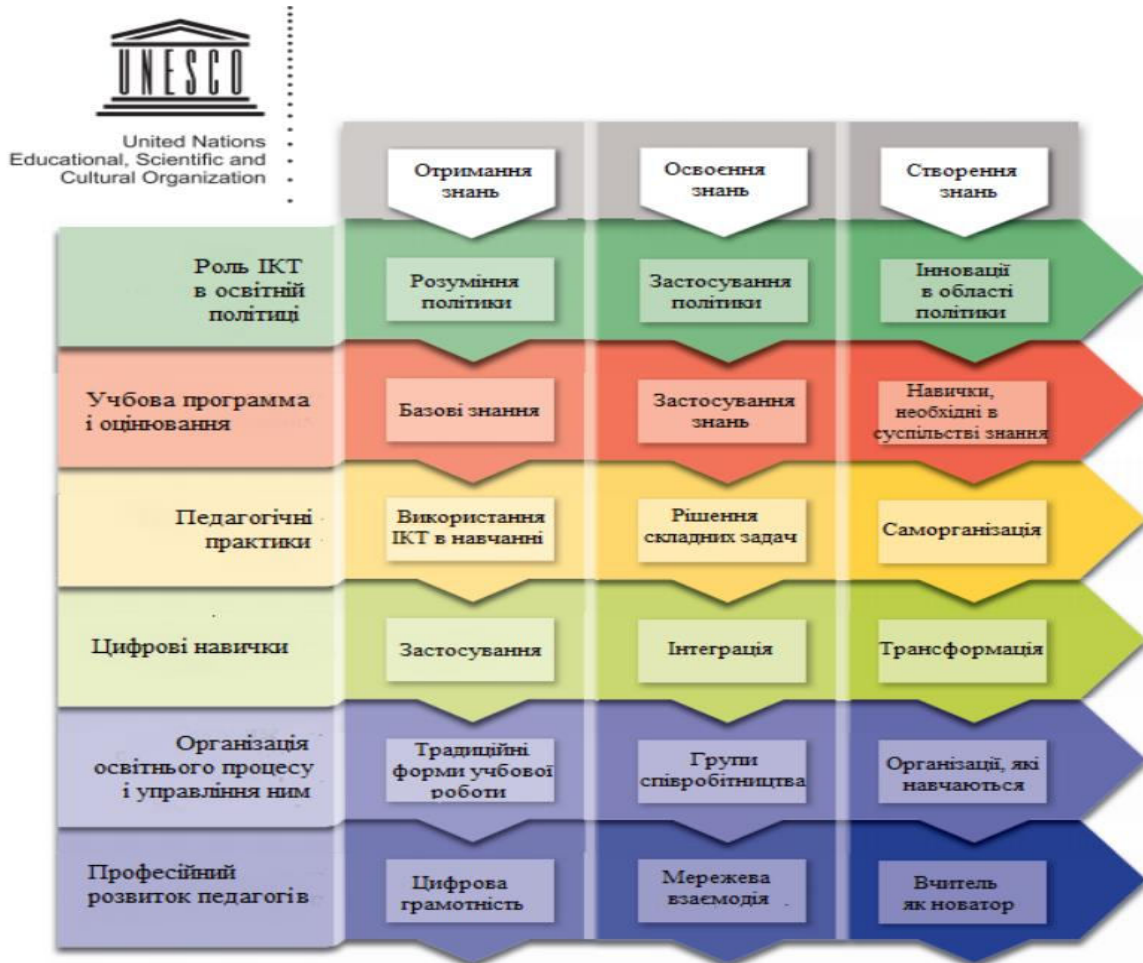 UNESCO
United Nations
Educational, Scientific and
Cultural Organization
Отримання
знань
Освоєння
знань
Створення
знань
Роль ІКТ
в освітній
політиці
Розуміння
політики
Застосування
політики
Інновації
в області
політики
Учбова программа
і оцінювання
Базові знання
Застосування
знань
Навички,
необхідні в
суспільстві знання
Педагогічні
практики
Використання
ІКТ в навчанні
Рішення
складних задач
Саморганізація
Цифрові навички
Застосування
Інтеграція
Трансформація
Організація
освітнього процесу
і управління ним
Традиційні
форми учбової
роботи
Групи
співробітництва
Організації, які
навчаються
Професійний
розвиток педагогів
Цифрова
грамотність
Мережева
взаємодія
Вчитель
як новатор